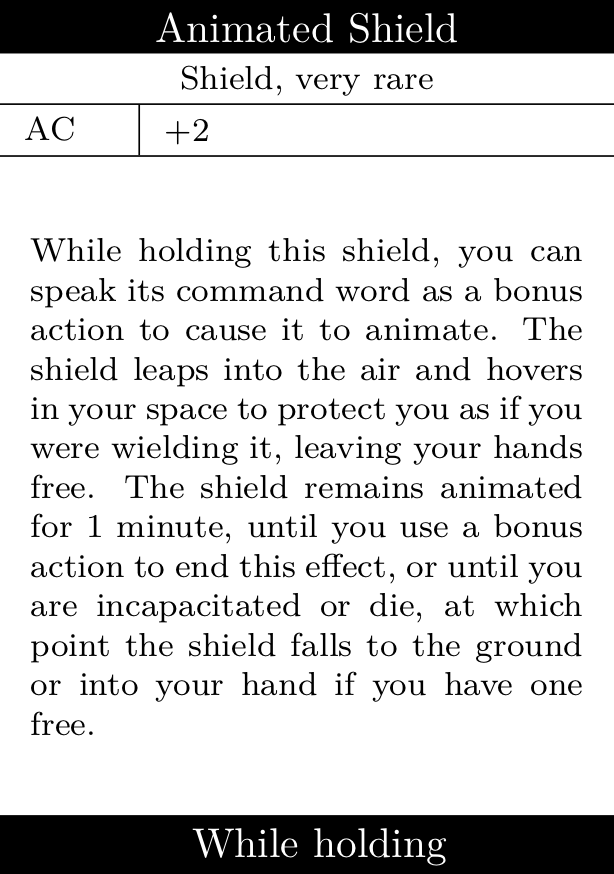 Animated Shield
Shield, very rare
AC +2
While holding this shield, you can
speak its command word as a bonus
action to cause it to animate. The
shield leaps into the air and hovers
in your space to protect you as if you
were wielding it, leaving your hands
free. The shield remains animated
for 1 minute, until you use a bonus
action to end this effect, or until you
are incapacitated or die, at which
point the shield falls to the ground
or into your hand if you have one
free.
While holding